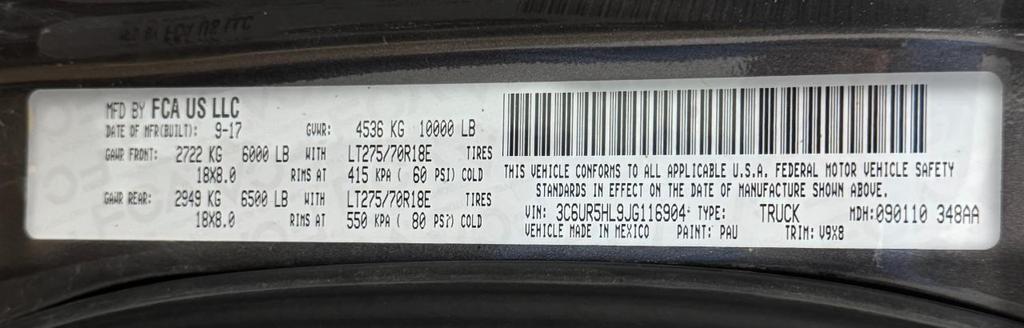 MFD BY FCA US LLC
DATE OF MFR(BUILT): 9-17 GVWR: 4536 KG 10000 LB
GAWR FRONT: 2722 KG 6000 LB WITH LT275/70R18E TIRES
18X8.0 RIMS AT 415 KPA ( 60 PSI) COLD
GAWR REAR: 2949 KG 6500 LB WITH LT275/70R18E TIRES
18X8.0 RIMS AT 550 KPA ( 80 PSI) COLD
THIS VEHICLE CONFORMS TO ALL APPLICABLE U.S.A. FEDERAL MOTOR VEHICLE SAFETY
STANDARDS IN EFFECT ON THE DATE OF MANUFACTURE SHOWN ABOVE.
VIN: 3C6UR5HL9JG116904 TYPE: TRUCK MDH:090110 348AA
VEHICLE MADE IN MEXICO PAINT: PAU TRIM: V9X8